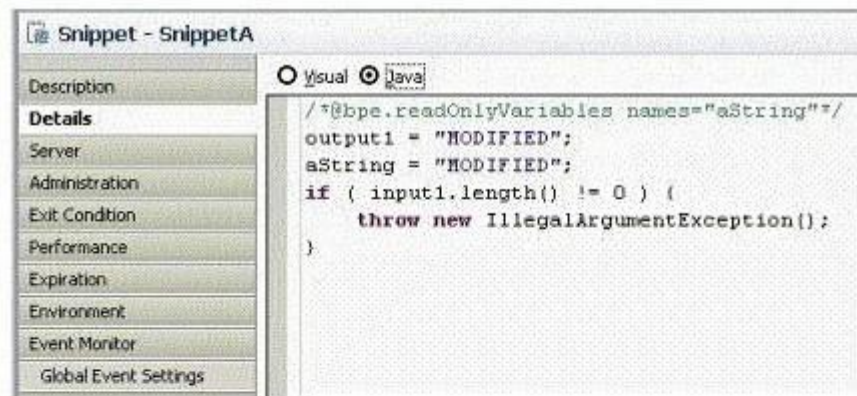 Snippet - SnippetA
Description
Details
Server
Administration
Exit Condition
Performance
Expiration
Environment
Event Monitor
Global Event Settings
Visual Java
/*@bpe.readOnlyVariables names="aString"*/
output1 = "MODIFIED";
aString = "MODIFIED";
if ( input1.length() != 0 ) {
throw new IllegalArgumentException();
}